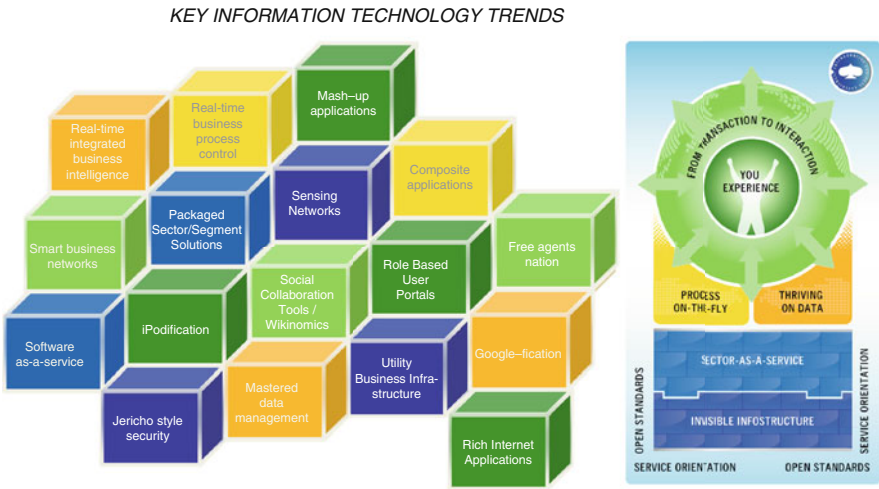 KEY INFORMATION TECHNOLOGY TRENDS
Mash–up
applications
Real-time
business
process
control
Real-time
integrated
business
intelligence
Composite
applications
Sensing
Networks
Packaged
Sector/Segment
Solutions
Smart business
networks
Free agents
nation
Role Based
User
Portals
Social
Collaboration
Tools /
Wikinomics
iPodification
Software
as-a-service
Google–fication
Utility
Business Infra-
structure
Mastered
data
management
Jericho style
security
Rich Internet
Applications
FROM TRANSACTION TO INTERACTION
YOU
EXPERIENCE
PROCESS
ON-THE-FLY
THRIVING
ON DATA
SECTOR-AS-A-SERVICE
INVISIBLE INFOSTRUCTURE
OPEN STANDARDS
SERVICE ORIENTATION
SERVICE ORIENTATION
OPEN STANDARDS